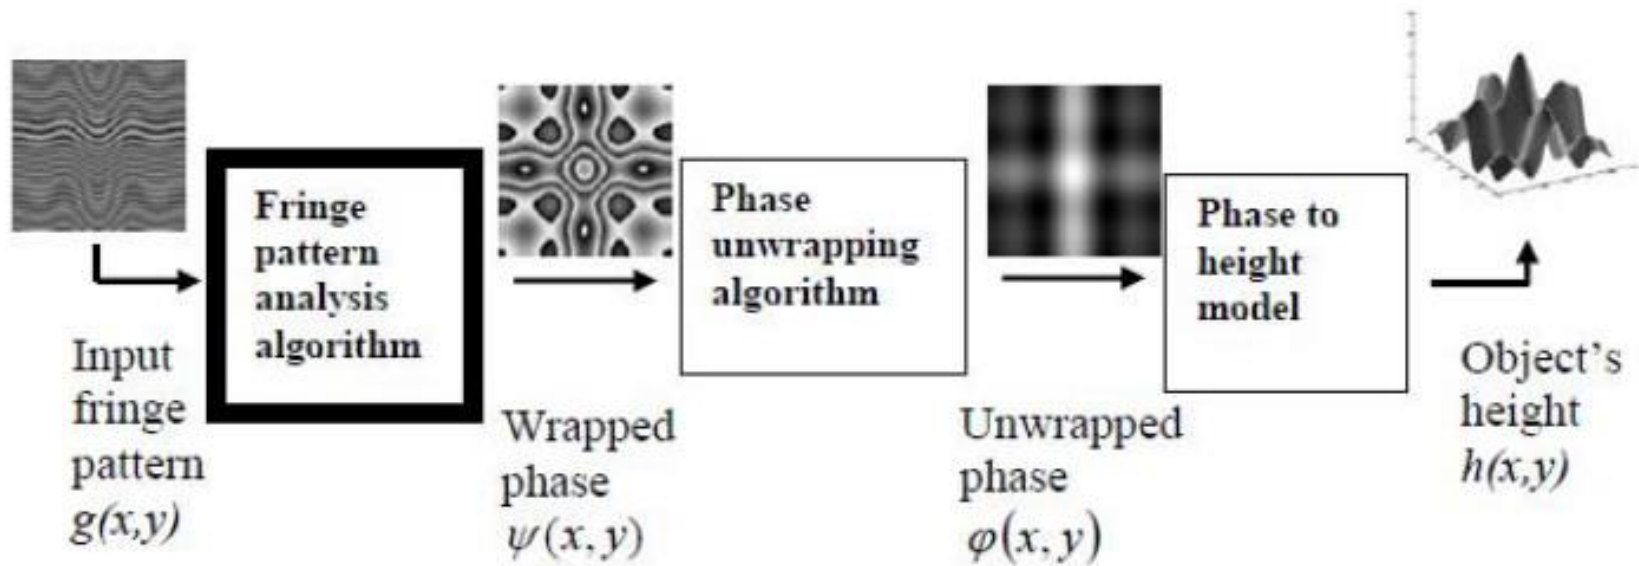 Fringe
pattern
analysis
algorithm
Phase
unwrapping
algorithm
Phase to
height
model
Input
fringe
pattern
g(x,y)
Wrapped
phase
ψ(x, y)
Unwrapped
phase
φ(x, y)
Object's
height
h(x,y)